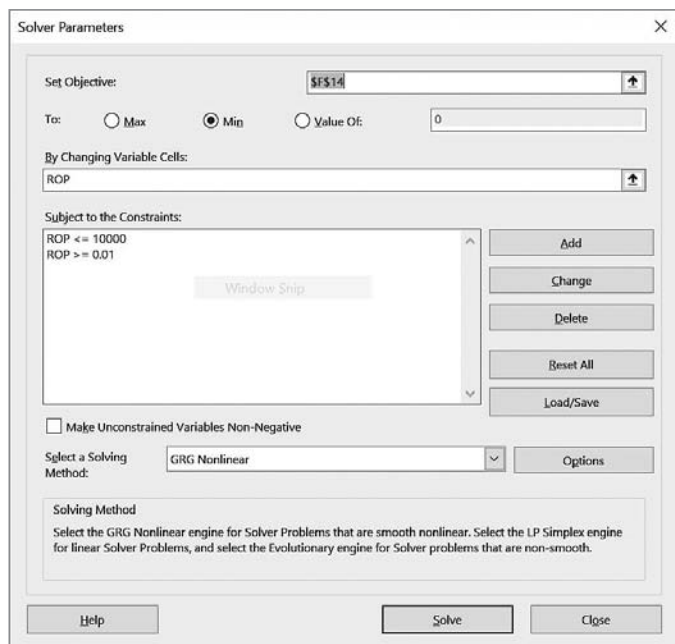 Solver Parameters
Set Objective:
$F$14
To:
Max
Min
Value Of:
0
By Changing Variable Cells:
ROP
Subject to the Constraints:
ROP <= 10000
ROP >= 0.01
Window Snip
Add
Change
Delete
Reset All
Load/Save
Make Unconstrained Variables Non-Negative
Select a Solving
Method:
GRG Nonlinear
Options
Solving Method
Select the GRG Nonlinear engine for Solver Problems that are smooth nonlinear. Select the LP Simplex engine
for linear Solver Problems, and select the Evolutionary engine for Solver problems that are non-smooth.
Help
Solve
Close